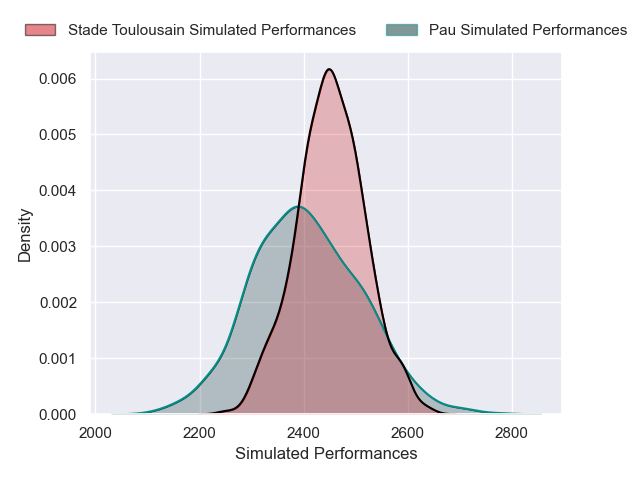 Stade Toulousain Simulated Performances
Pau Simulated Performances
0.006
0.005
0.004
0.003
0.002
0.001
0.000
Density
2000 2200 2400 2600 2800
Simulated Performances